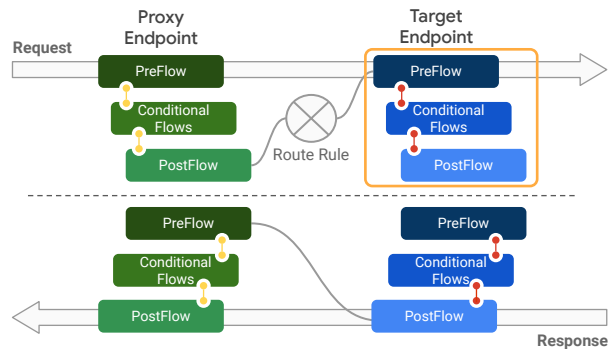 Proxy
Endpoint
Target
Endpoint
Request
PreFlow
Conditional
Flows
PostFlow
Route Rule
PreFlow
Conditional
Flows
PostFlow
PreFlow
Conditional
Flows
PostFlow
PreFlow
Conditional
Flows
PostFlow
Response